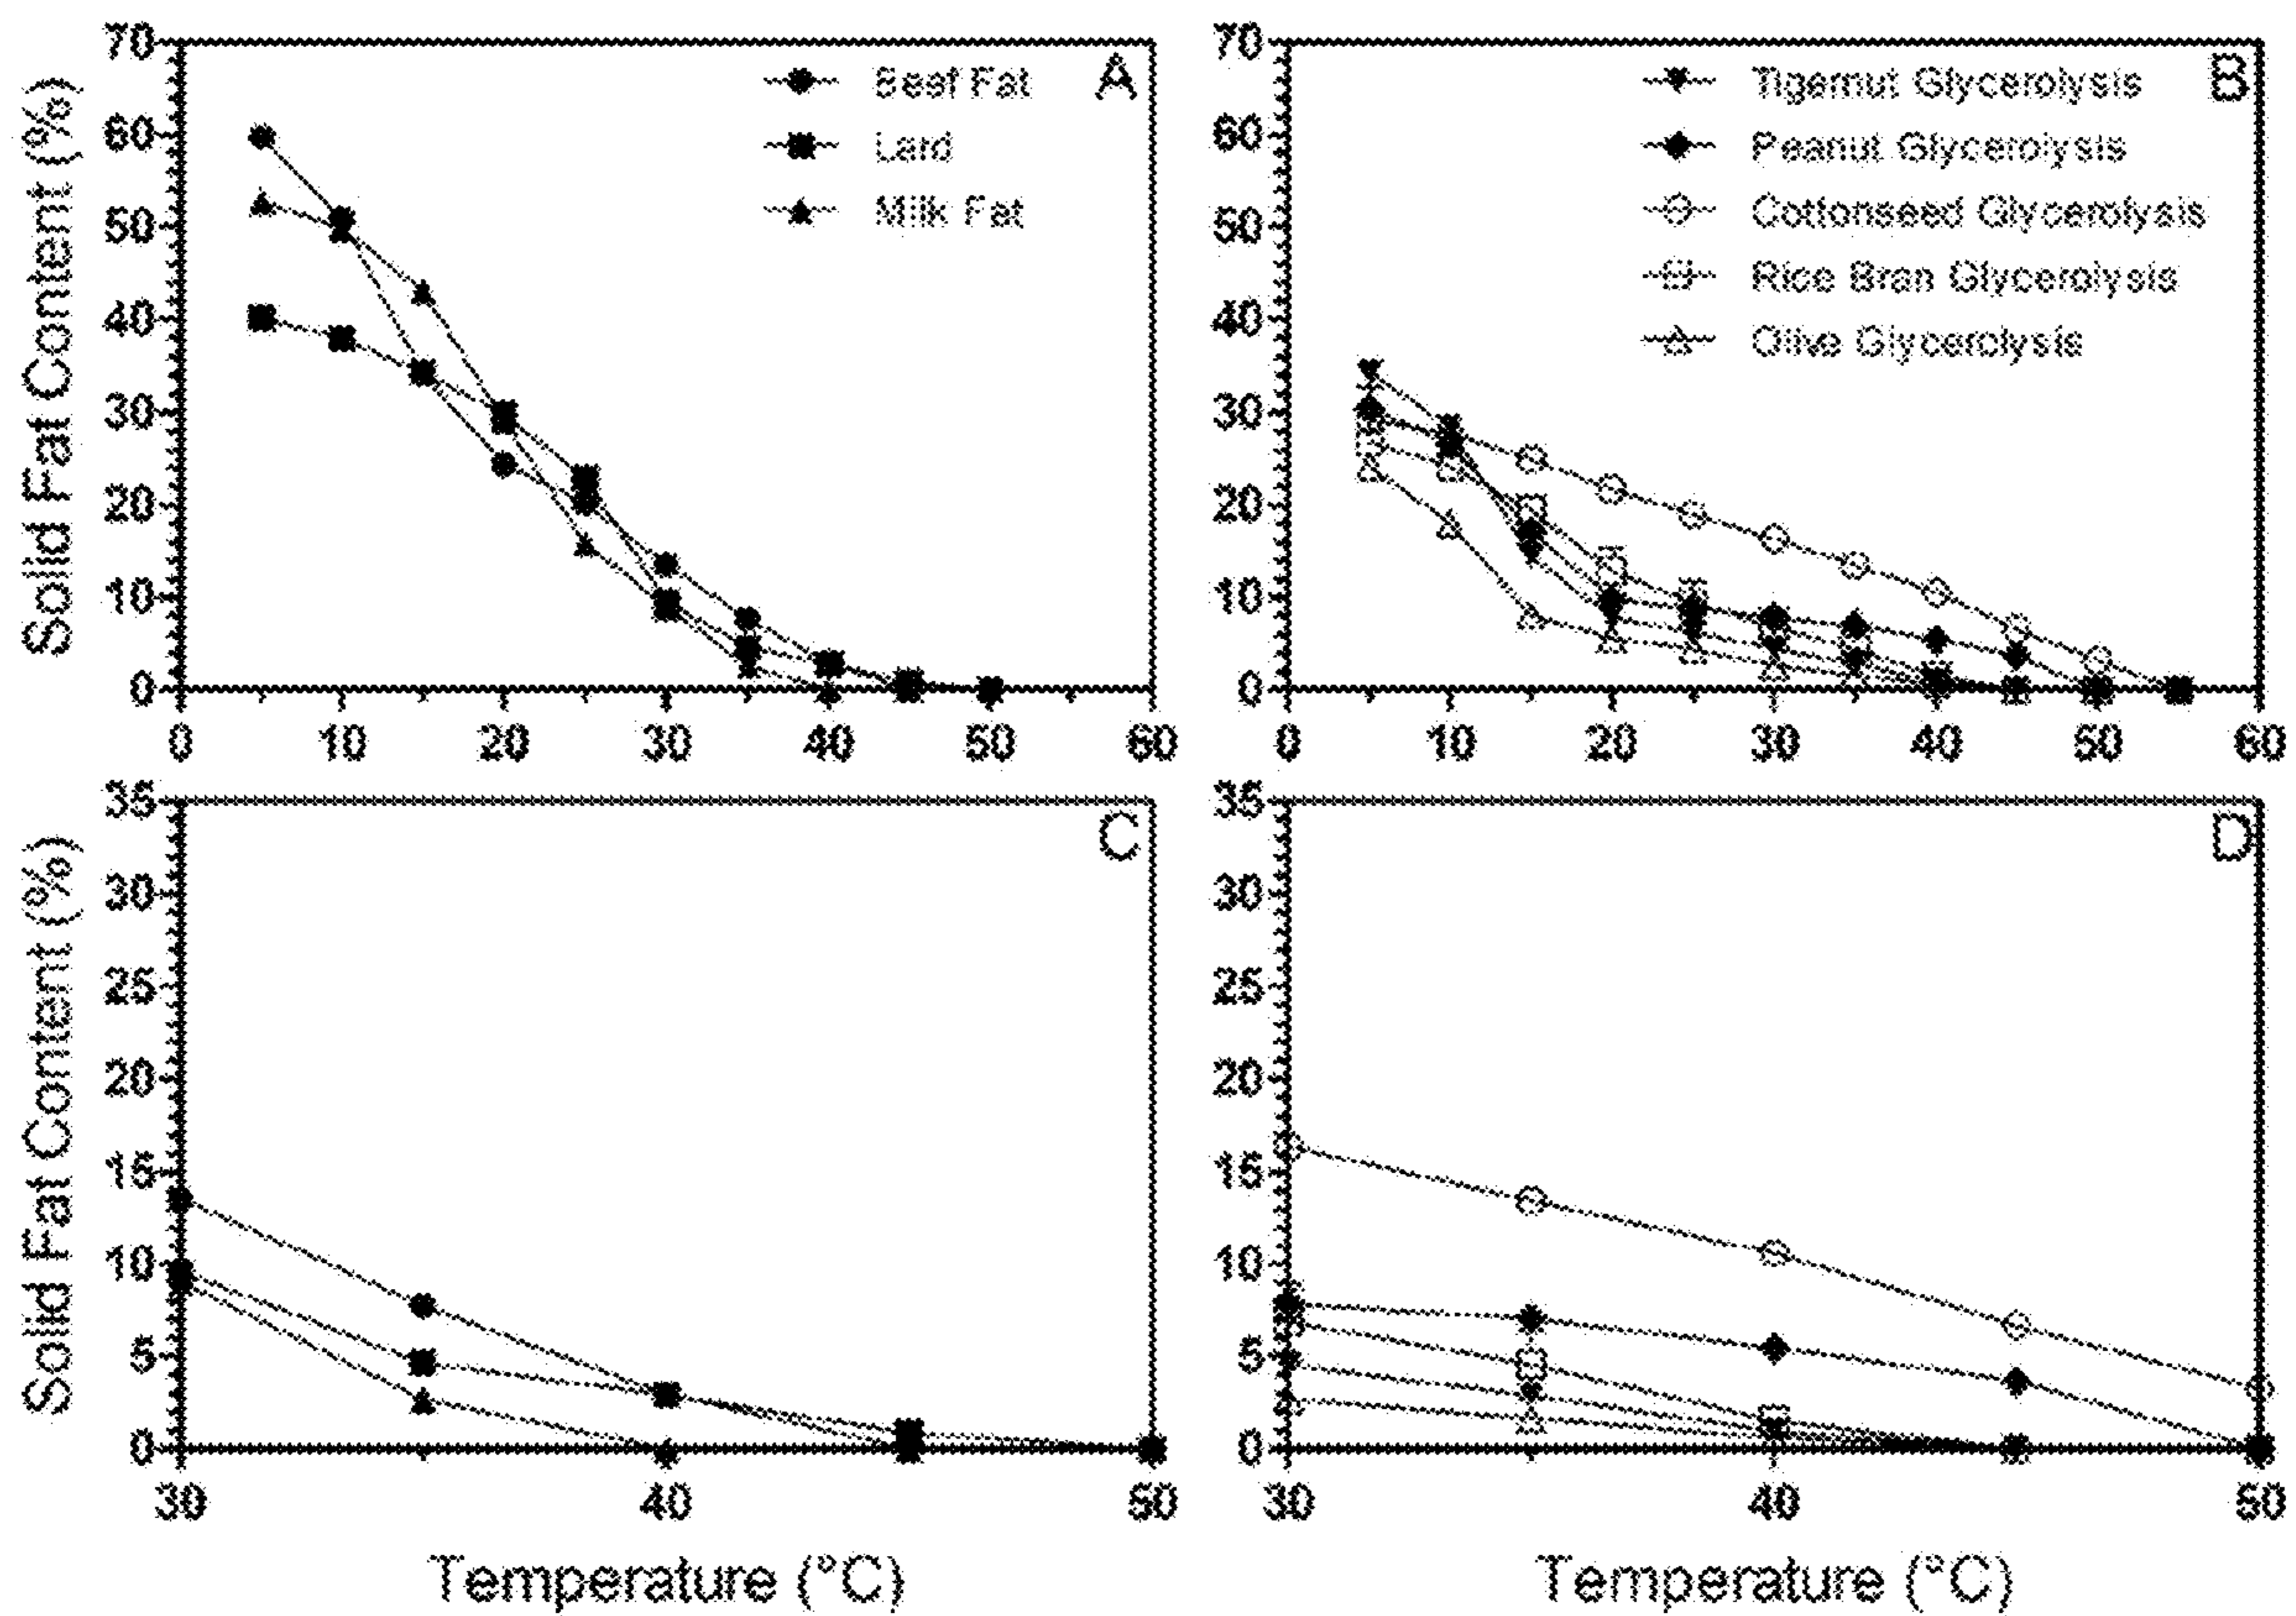 Solid Fat Content (%)
70
60
50
40
30
20
10
0
A
Beef Fat
Lard
Milk Fat
0 10 20 30 40 50 60
70
60
50
40
30
20
10
0
B
Tigernut Glycerolysis
Peanut Glycerolysis
Cottonseed Glycerolysis
Rice Bran Glycerolysis
Olive Glycerolysis
0 10 20 30 40 50 60
Solid Fat Content (%)
35
30
25
20
15
10
5
0
C
30 40 50
Temperature (°C)
35
30
25
20
15
10
5
0
D
30 40 50
Temperature (°C)